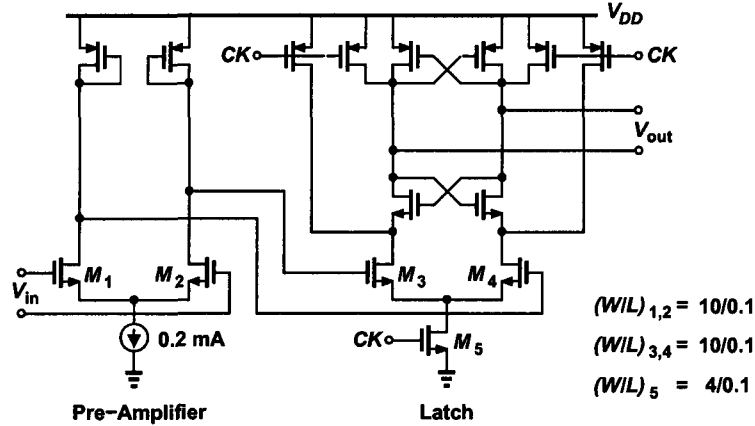 V_DD
CK
CK
V_out
M_1
M_2
M_3
M_4
V_in
0.2 mA
CK
M_5
(W/L)_1,2 = 10/0.1
(W/L)_3,4 = 10/0.1
(W/L)_5 = 4/0.1
Pre-Amplifier
Latch